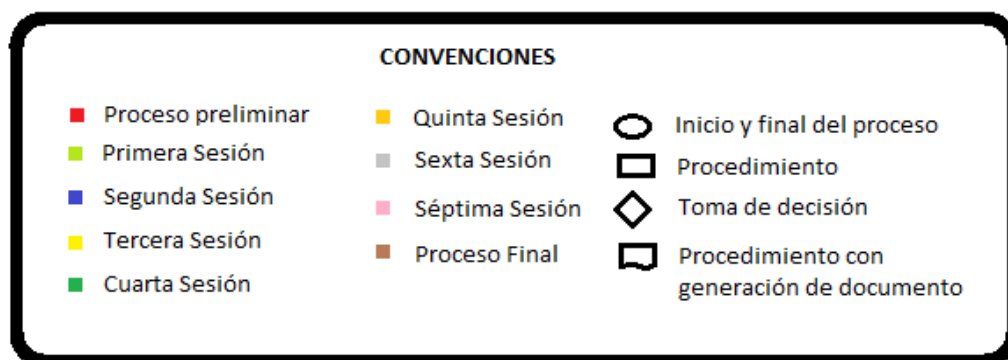 CONVENCIONES
Proceso preliminar
Primera Sesión
Segunda Sesión
Tercera Sesión
Cuarta Sesión
Quinta Sesión
Sexta Sesión
Séptima Sesión
Proceso Final
Inicio y final del proceso
Procedimiento
Toma de decisión
Procedimiento con
generación de documento